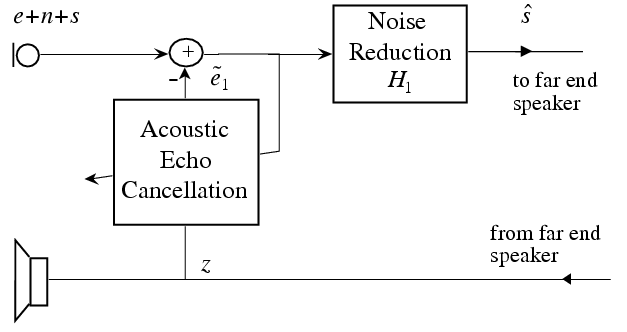 e+n+s
+
-
ẽ₁
Noise
Reduction
H₁
ŝ
to far end
speaker
Acoustic
Echo
Cancellation
z
from far end
speaker